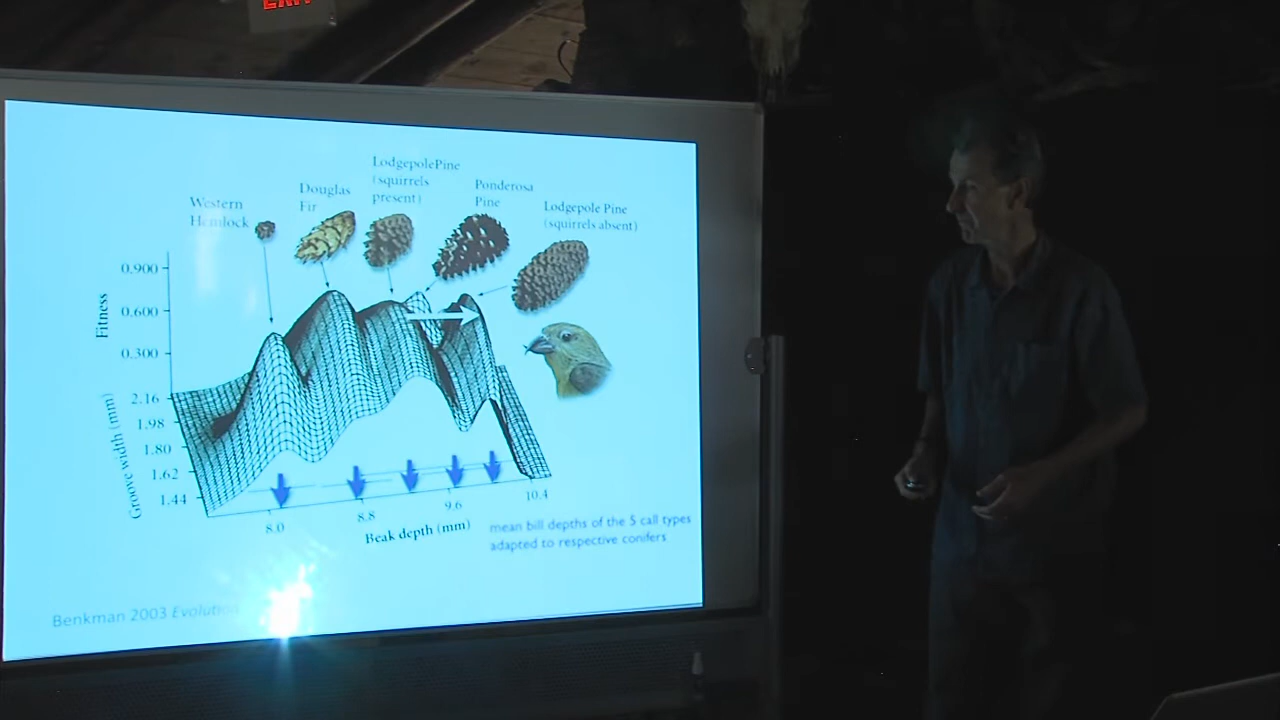 EXIT
LodgepolePine
(squirrels
present)
Douglas
Fir
Ponderosa
Pine
Western
Hemlock
Lodgepole Pine
(squirrels absent)
0.900
0.600
0.300
Fitness
2.16
1.98
1.80
1.62
1.44
Groove width (mm)
8.0
8.8
9.6
10.4
Beak depth (mm)
mean bill depths of the 5 call types
adapted to respective conifers
Benkman 2003 Evolution